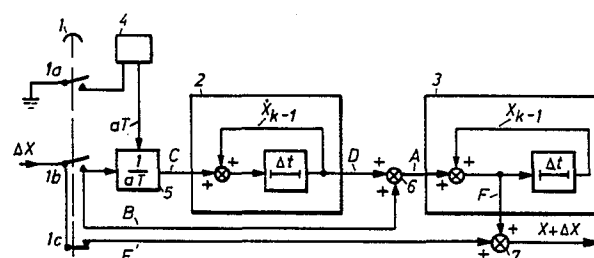 1
4
2
3
1a
aT
Ẋk-1
Xk-1
ΔX
1
aT
C
+
+
Δt
D
+
+
A
+
+
Δt
5
6
1b
B
F
+
1c
E'
+
7
X+ΔX